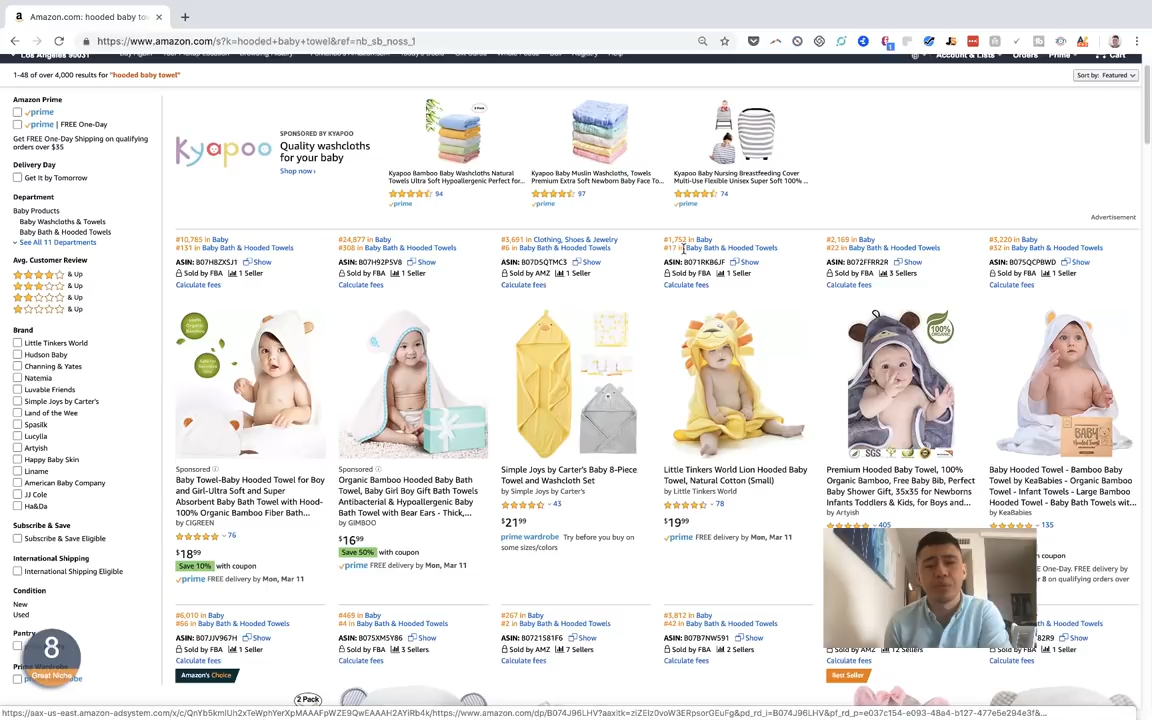 Amazon.com: hooded baby to
https://www.amazon.com/s?k=hooded+baby+towel&ref=nb_sb_noss_1
Los Angeles 90031
Account & Lists
Orders
Prime
Cart
1-48 of over 4,000 results for "hooded baby towel"
Sort by: Featured
Amazon Prime
prime
prime | FREE One-Day
Get FREE One-Day Shipping on qualifying
orders over $35
Delivery Day
Get It by Tomorrow
Department
Baby Products
Baby Washcloths & Towels
Baby Bath & Hooded Towels
See All 11 Departments
Avg. Customer Review
& Up
& Up
& Up
& Up
Brand
Little Tinkers World
Hudson Baby
Channing & Yates
Natemia
Luvable Friends
Simple Joys by Carter's
Land of the Wee
Spasilk
Lucylla
Artyish
Happy Baby Skin
Liname
American Baby Company
JJ Cole
Ha&Da
Subscribe & Save
Subscribe & Save Eligible
International Shipping
International Shipping Eligible
Condition
New
Used
Pantry
8
Great Niche
kyapoo
SPONSORED BY KYAPOO
Quality washcloths
for your baby
Shop now ›
Kyapoo Bamboo Baby Washcloths Natural
Towels Ultra Soft Hypoallergenic Perfect for...
94
prime
Kyapoo Baby Muslin Washcloths, Towels
Premium Extra Soft Newborn Baby Face To...
97
prime
Kyapoo Baby Nursing Breastfeeding Cover
Multi-Use Flexible Unisex Super Soft 100% ...
74
prime
Advertisement
#10,785 in Baby
#131 in Baby Bath & Hooded Towels
ASIN: B07H8ZXSJ1 Show
Sold by FBA 1 Seller
Calculate fees
Sponsored
Baby Towel-Baby Hooded Towel for Boy
and Girl-Ultra Soft and Super
Absorbent Baby Bath Towel with Hood-
100% Organic Bamboo Fiber Bath...
by CIGREEN
76
$18.99
Save 10% with coupon
prime FREE delivery by Mon, Mar 11
#24,877 in Baby
#308 in Baby Bath & Hooded Towels
ASIN: B07H92P5V8 Show
Sold by FBA 1 Seller
Calculate fees
Sponsored
Organic Bamboo Hooded Baby Bath
Towel, Baby Girl Boy Gift Bath Towels
Antibacterial & Hypoallergenic Bamboo
Towel with Bear Ears - Thick,...
by GIMBOO
$16.99
Save 50% with coupon
prime FREE delivery by Mon, Mar 11
#3,691 in Clothing, Shoes & Jewelry
#6 in Baby Bath & Hooded Towels
ASIN: B07D5QTMC3 Show
Sold by AMZ 1 Seller
Calculate fees
Simple Joys by Carter's Baby 8-Piece
Towel and Washcloth Set
by Simple Joys by Carter's
43
$21.99
prime wardrobe Try before you buy on
some sizes/colors
#1,752 in Baby
#17 in Baby Bath & Hooded Towels
ASIN: B071RKB6JF Show
Sold by FBA 1 Seller
Calculate fees
Little Tinkers World Lion Hooded Baby
Towel, Natural Cotton (Small)
by Little Tinkers World
78
$19.99
prime FREE delivery by Mon, Mar 11
#2,169 in Baby
#22 in Baby Bath & Hooded Towels
ASIN: B072FFRR2R Show
Sold by FBA 3 Sellers
Calculate fees
100%
ORGANIC
SGS
Premium Hooded Baby Towel, 100%
Organic Bamboo, Free Baby Bib, Perfect
Baby Shower Gift, 35x35 for Newborns
Infants Toddlers & Kids, for Boys and...
by Artyish
405
#3,220 in Baby
#32 in Baby Bath & Hooded Towels
ASIN: B075QCPBWD Show
Sold by FBA 1 Seller
Calculate fees
BABY
Baby Hooded Towel - Bamboo Baby
Towel by KeaBabies - Organic Bamboo
Towel - Infant Towels - Large Bamboo
Hooded Towel - Baby Bath Towels wit...
by KeaBabies
135
coupon
One-Day. FREE delivery by
8 on qualifying orders over
#6,010 in Baby
#66 in Baby Bath & Hooded Towels
ASIN: B07JJV967H Show
Sold by FBA 1 Seller
Calculate fees
Amazon's Choice
2 Pack
#469 in Baby
#4 in Baby Bath & Hooded Towels
ASIN: B075XM5Y86 Show
Sold by FBA 3 Sellers
Calculate fees
#267 in Baby
#2 in Baby Bath & Hooded Towels
ASIN: B0721581F6 Show
Sold by AMZ 7 Sellers
Calculate fees
#3,812 in Baby
#42 in Baby Bath & Hooded Towels
ASIN: B07B7NW591 Show
Sold by FBA 2 Sellers
Calculate fees
Sold by AMZ 12 Sellers
Calculate fees
Best Seller
& Hooded Towels
82R9 Show
1 Seller
Calculate fees